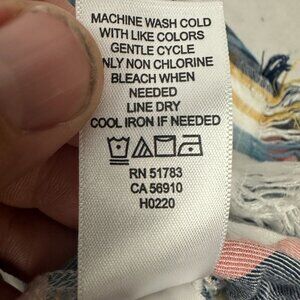 MACHINE WASH COLD
WITH LIKE COLORS
GENTLE CYCLE
ONLY NON CHLORINE
BLEACH WHEN
NEEDED
LINE DRY
COOL IRON IF NEEDED
RN 51783
CA 56910
H0220